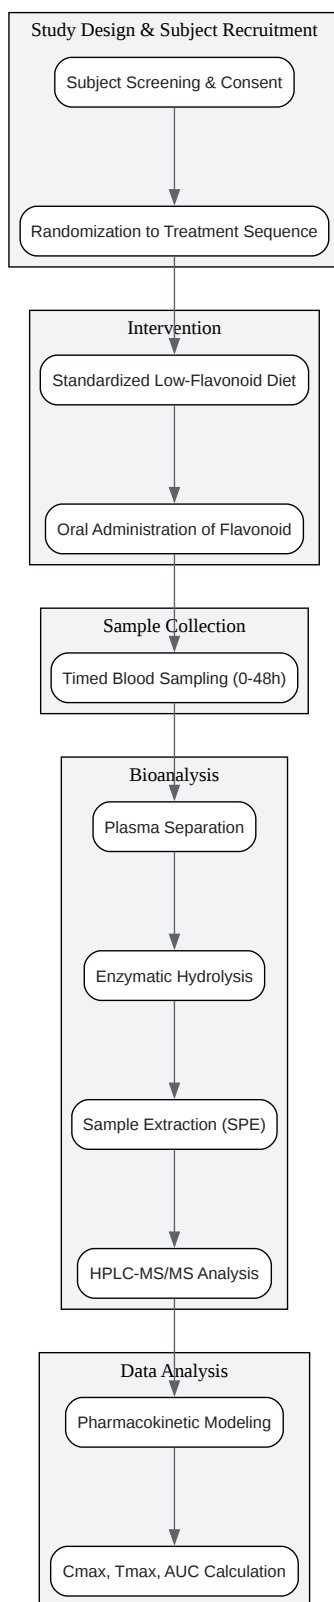 Study Design & Subject Recruitment
Subject Screening & Consent
Randomization to Treatment Sequence
Intervention
Standardized Low-Flavonoid Diet
Oral Administration of Flavonoid
Sample Collection
Timed Blood Sampling (0-48h)
Bioanalysis
Plasma Separation
Enzymatic Hydrolysis
Sample Extraction (SPE)
HPLC-MS/MS Analysis
Data Analysis
Pharmacokinetic Modeling
Cmax, Tmax, AUC Calculation